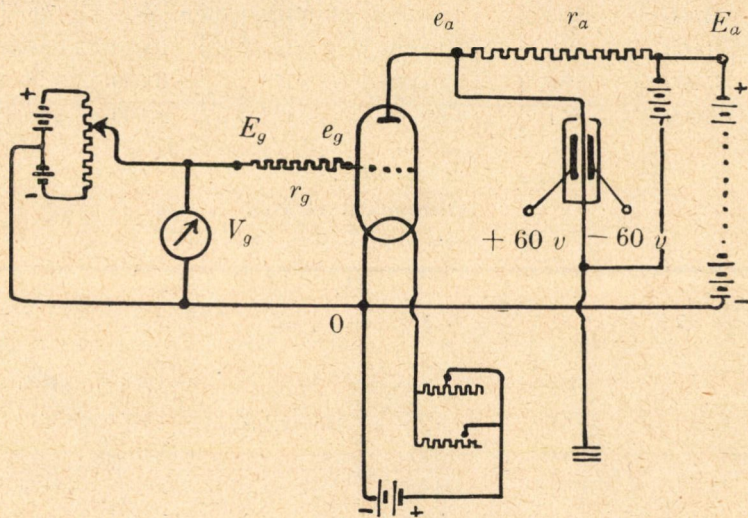 e_a r_a E_a
+ +
E_g e_g
r_g
- V_g + 60 v - 60 v
0 -
- +